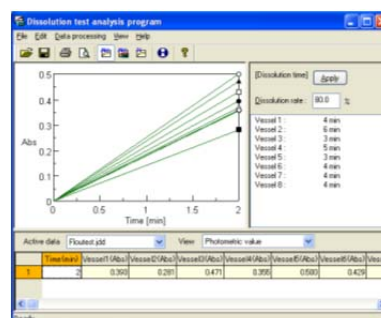 Dissolution test analysis program
File Edit Data processing View Help
0.5
0.4
0.3
Abs
0.2
0.1
0
0 0.5 1 1.5 2
Time [min]
[Dissolution time] Apply
Dissolution rate : 80.0 %
Vessel 1 : 4 min
Vessel 2 : 6 min
Vessel 3 : 3 min
Vessel 4 : 5 min
Vessel 5 : 3 min
Vessel 6 : 4 min
Vessel 7 : 4 min
Vessel 8 : 4 min
Active data : Floutest.jdd View : Photometric value
Time(min) Vessel1(Abs) Vessel2(Abs) Vessel3(Abs) Vessel4(Abs) Vessel5(Abs) Vessel6(Abs)
1 2 0.393 0.281 0.471 0.355 0.500 0.429